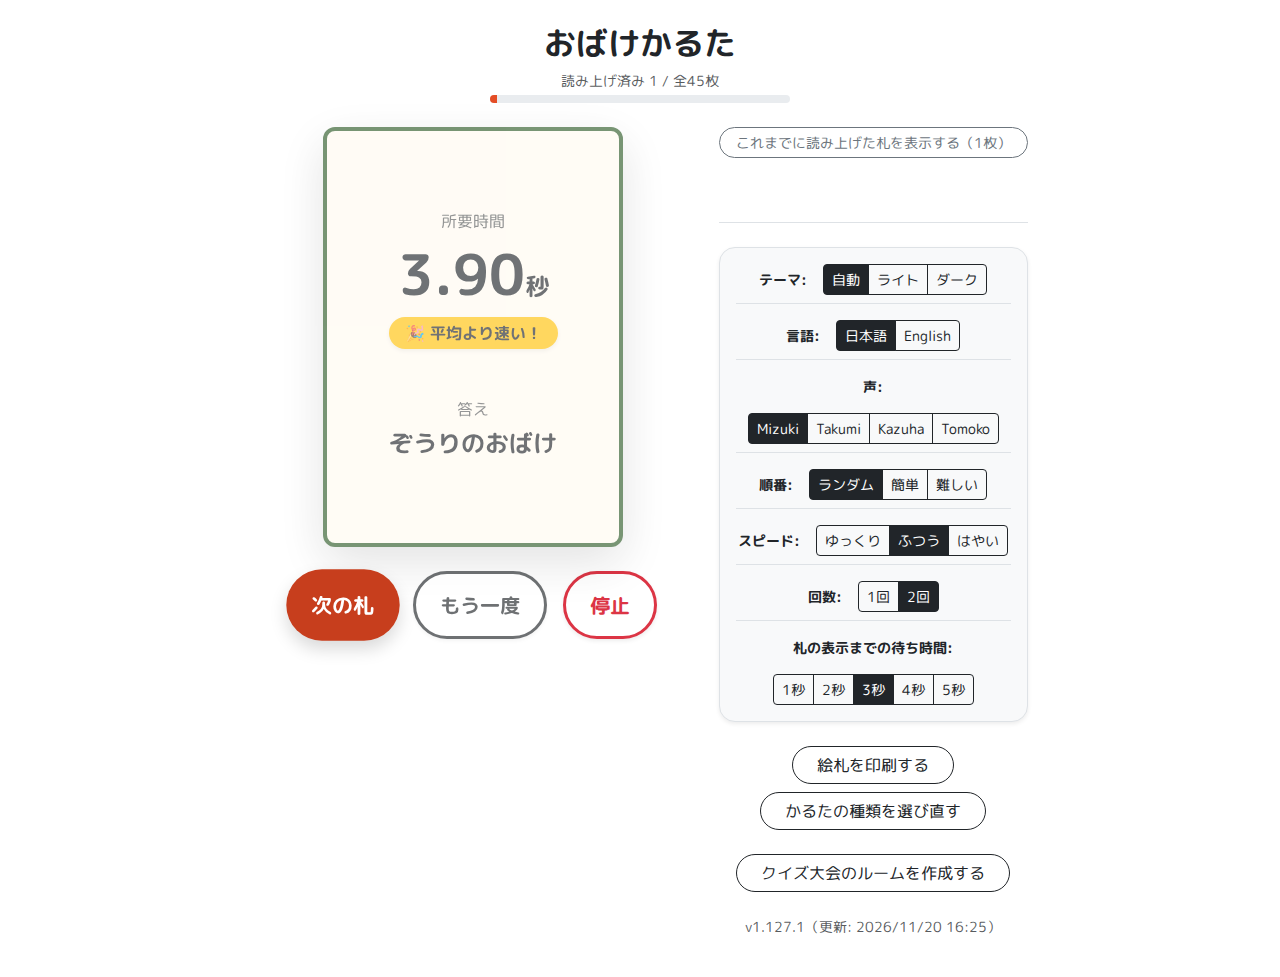 おばけかるた
読み上げ済み 1 / 全45枚
所要時間
3.90秒
🎉 平均より速い！
答え
ぞうりのおばけ
次の札 もう一度 停止
これまでに読み上げた札を表示する（1枚）
テーマ: 自動 ライト ダーク
言語: 日本語 English
声:
Mizuki Takumi Kazuha Tomoko
順番: ランダム 簡単 難しい
スピード: ゆっくり ふつう はやい
回数: 1回 2回
札の表示までの待ち時間:
1秒 2秒 3秒 4秒 5秒
絵札を印刷する
かるたの種類を選び直す
クイズ大会のルームを作成する
v1.127.1（更新: 2026/11/20 16:25）